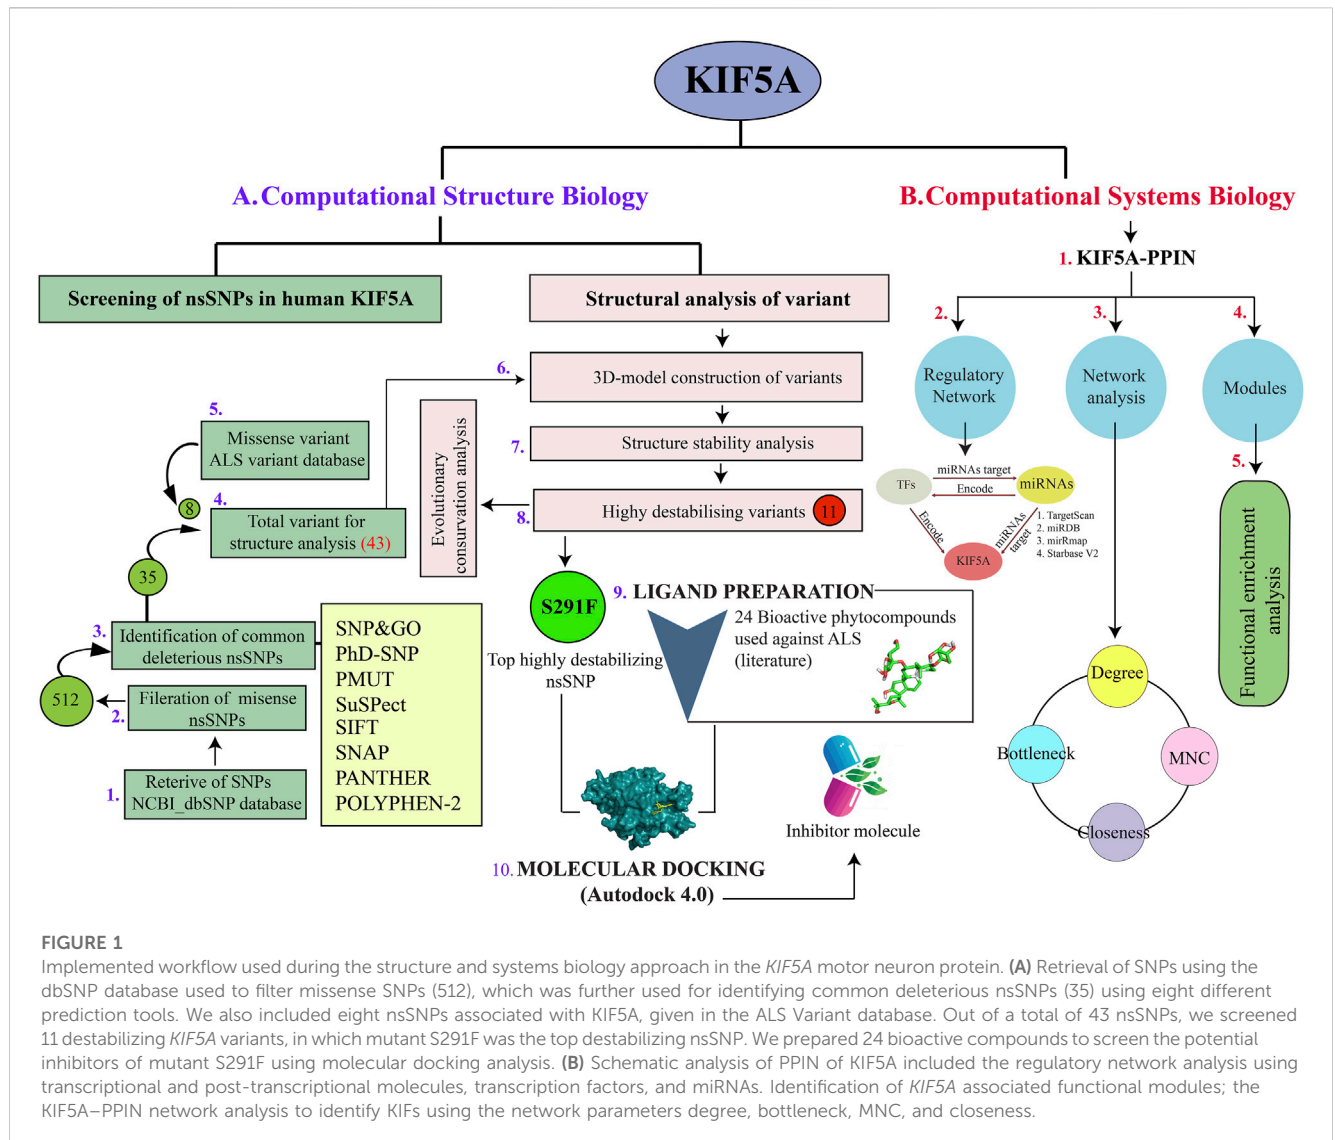 KIF5A
A. Computational Structure Biology
B. Computational Systems Biology
Screening of nsSNPs in human KIF5A
Structural analysis of variant
6.
3D-model construction of variants
5.
Missense variant
ALS variant database
8
4.
Total variant for
structure analysis (43)
35
3.
Identification of common
deleterious nsSNPs
512
2.
Fileration of misense
nsSNPs
1.
Reterive of SNPs
NCBI_dbSNP database
SNP&GO
PhD-SNP
PMUT
SuSPect
SIFT
SNAP
PANTHER
POLYPHEN-2
Evolutionary
consurvation analysis
7.
Structure stability analysis
8.
Highy destabilising variants
11
S291F
Top highly destabilizing
nsSNP
9. LIGAND PREPARATION
24 Bioactive phytocompounds
used against ALS
(literature)
10. MOLECULAR DOCKING
(Autodock 4.0)
Inhibitor molecule
1. KIF5A-PPIN
2.
3.
4.
Regulatory
Network
Network
analysis
Modules
5.
TFs
miRNAs target
Encode
miRNAs
Encode
miRNAs
target
1. TargetScan
2. miRDB
3. mirRmap
4. Starbase V2
KIF5A
Functional enrichment
analysis
Degree
Bottleneck
MNC
Closeness
FIGURE 1
Implemented workflow used during the structure and systems biology approach in the KIF5A motor neuron protein. (A) Retrieval of SNPs using the
dbSNP database used to filter missense SNPs (512), which was further used for identifying common deleterious nsSNPs (35) using eight different
prediction tools. We also included eight nsSNPs associated with KIF5A, given in the ALS Variant database. Out of a total of 43 nsSNPs, we screened
11 destabilizing KIF5A variants, in which mutant S291F was the top destabilizing nsSNP. We prepared 24 bioactive compounds to screen the potential
inhibitors of mutant S291F using molecular docking analysis. (B) Schematic analysis of PPIN of KIF5A included the regulatory network analysis using
transcriptional and post-transcriptional molecules, transcription factors, and miRNAs. Identification of KIF5A associated functional modules; the
KIF5A–PPIN network analysis to identify KIFs using the network parameters degree, bottleneck, MNC, and closeness.